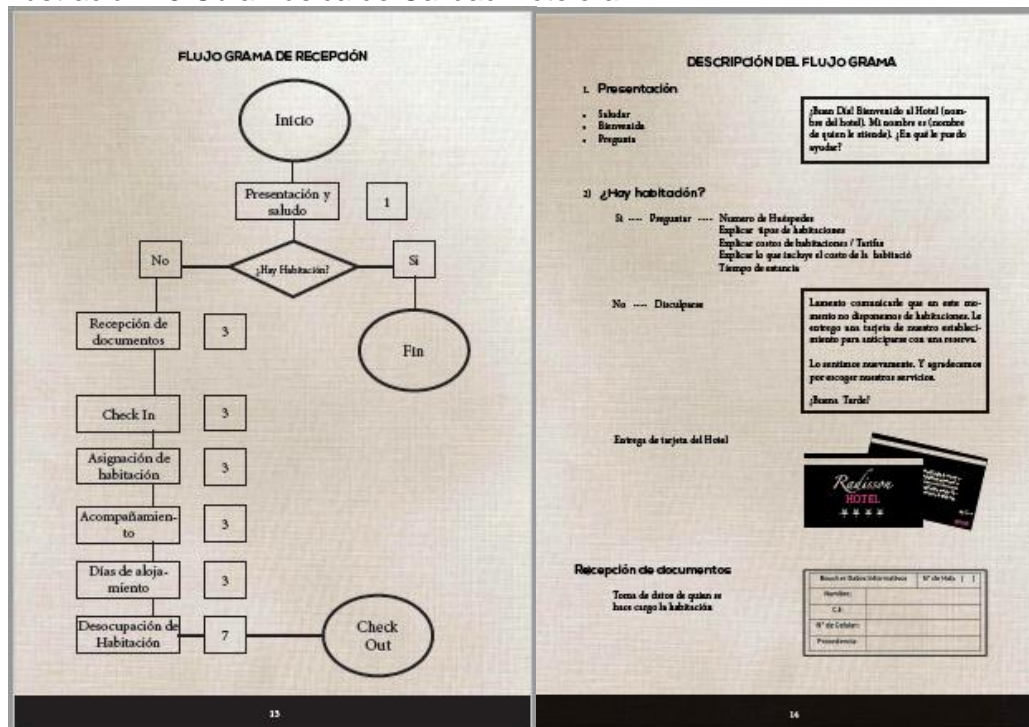 FLUJO GRAMA DE RECEPCIÓN
Inicio
Presentación y
saludo
1
No
¿Hay Habitación?
Si
Recepción de
documentos
3
Fin
Check In
3
Asignación de
habitación
3
Acompañamien-
to
3
Días de aloja-
miento
3
Desocupación de
Habitación
7
Check
Out
15
DESCRIPCIÓN DEL FLUJO GRAMA
1. Presentación
• Saludar
• Bienvenida
• Pregunta
¡Buen Día! Bienvenido al Hotel (nom-
bre del hotel). Mi nombre es (nombre
de quien le atiende). ¿En qué le puedo
ayudar?
2) ¿Hay habitación?
Si ---- Preguntar ---- Numero de Huéspedes
Explicar tipos de habitaciones
Explicar costos de habitaciones / Tarifas
Explicar lo que incluye el costo de la habitació
Tiempo de estancia
No ---- Disculparse
Lamento comunicarle que en este mo-
mento no disponemos de habitaciones. Le
entrego una tarjeta de nuestro estableci-
miento para anticiparse con una reserva.
Lo sentimos nuevamente. Y agradecemos
por escoger nuestros servicios.
¡Buena Tarde!
Entrega de tarjeta del Hotel
Radisson
HOTEL
Recepción de documentos
Toma de datos de quien se
hace cargo la habitación
Datos Informativos N° de Hab. ( )
Nombre:
C.I:
N° de Celular:
Procedencia:
16